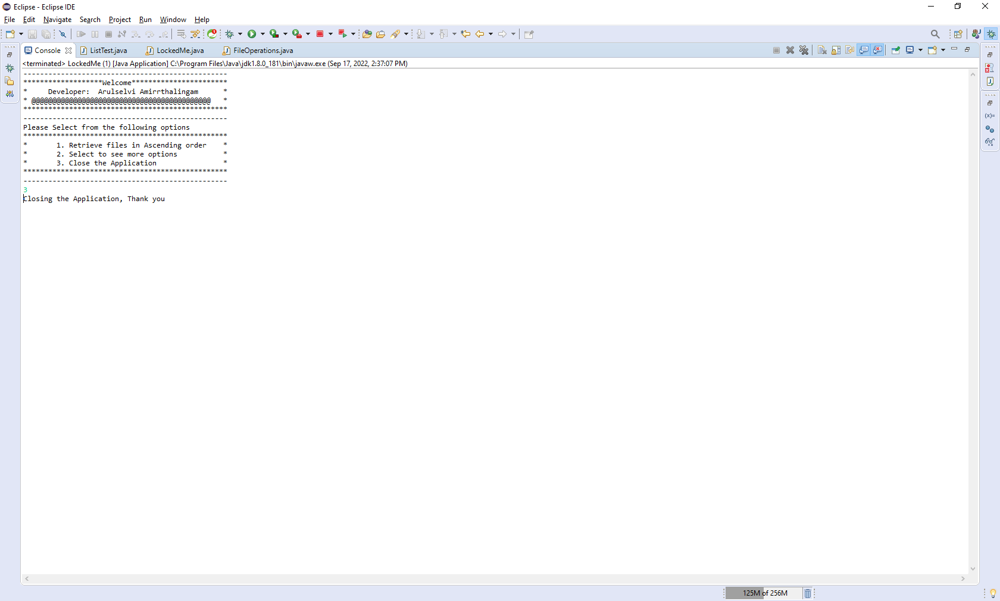 Eclipse - Eclipse IDE
File Edit Navigate Search Project Run Window Help
Console ListTest.java LockedMe.java FileOperations.java
<terminated> LockedMe (1) [Java Application] C:\Program Files\Java\jdk1.8.0_181\bin\javaw.exe (Sep 17, 2022, 2:37:07 PM)
-------------------------------------------------
*******************Welcome***********************
*     Developer:  Arulselvi Amirrthalingam      *
* @@@@@@@@@@@@@@@@@@@@@@@@@@@@@@@@@@@@@@@@@@@   *
*************************************************
-------------------------------------------------
Please Select from the following options
*************************************************
*       1. Retrieve files in Ascending order    *
*       2. Select to see more options           *
*       3. Close the Application                *
*************************************************
-------------------------------------------------
3
Closing the Application, Thank you
125M of 256M